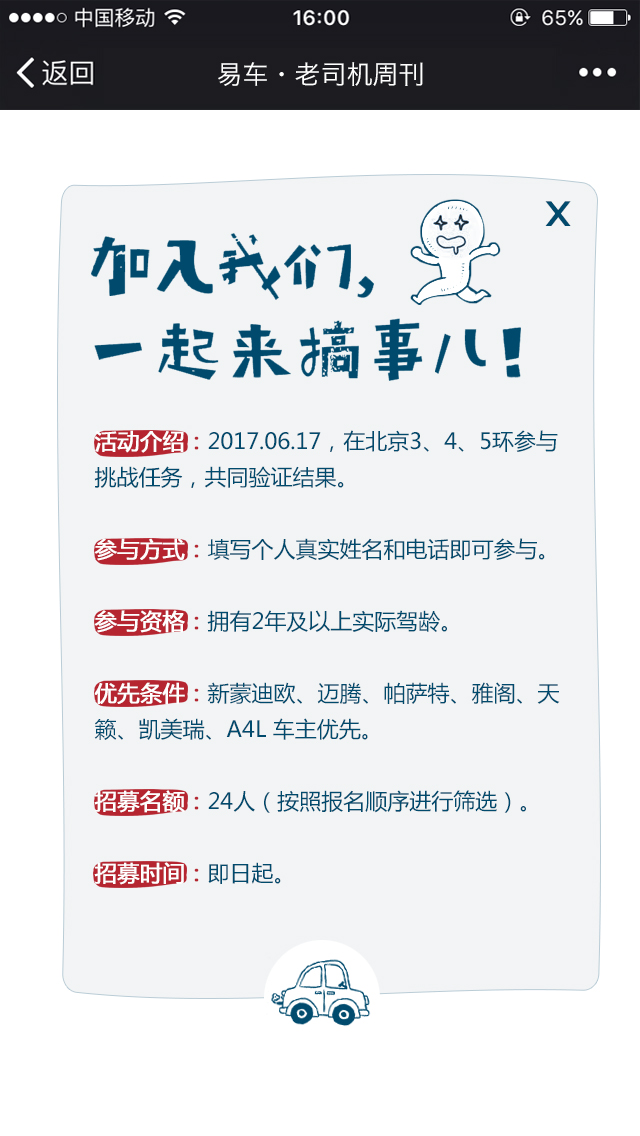 中国移动 16:00 65%
返回 易车·老司机周刊
X
加入我们,
一起来搞事儿!
活动介绍：2017.06.17，在北京3、4、5环参与
挑战任务，共同验证结果。
参与方式：填写个人真实姓名和电话即可参与。
参与资格：拥有2年及以上实际驾龄。
优先条件：新蒙迪欧、迈腾、帕萨特、雅阁、天
籁、凯美瑞、A4L 车主优先。
招募名额：24人（按照报名顺序进行筛选）。
招募时间：即日起。